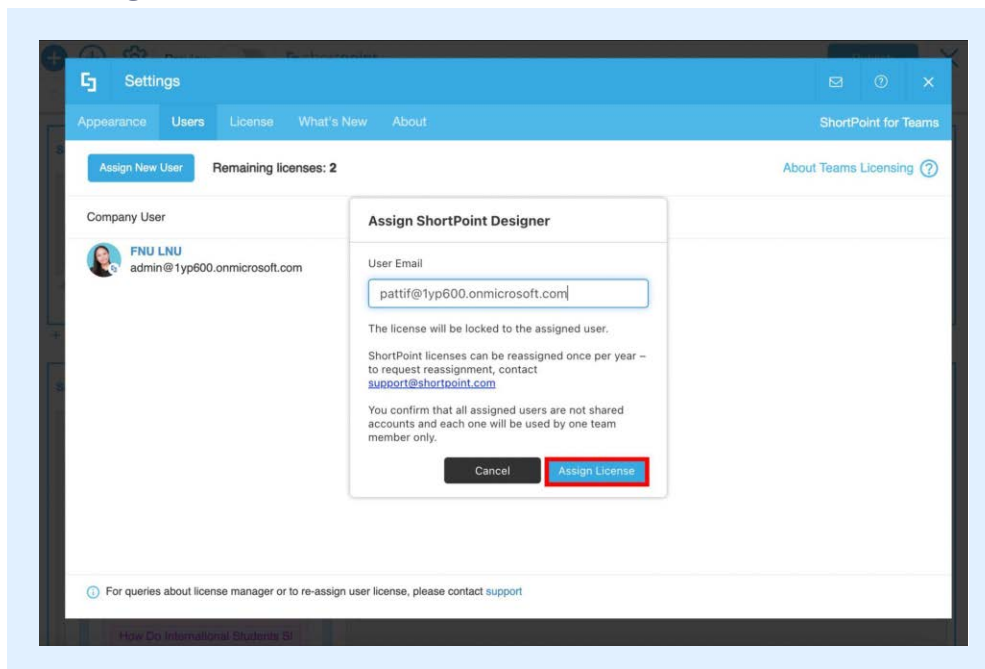 Settings
Appearance Users License What's New About ShortPoint for Teams
Assign New User Remaining licenses: 2 About Teams Licensing ?
Company User
FNU LNU
admin@1yp600.onmicrosoft.com
Assign ShortPoint Designer
User Email
pattif@1yp600.onmicrosoft.com
The license will be locked to the assigned user.
ShortPoint licenses can be reassigned once per year –
to request reassignment, contact
support@shortpoint.com
You confirm that all assigned users are not shared
accounts and each one will be used by one team
member only.
Cancel Assign License
For queries about license manager or to re-assign user license, please contact support
How Do International Students SI